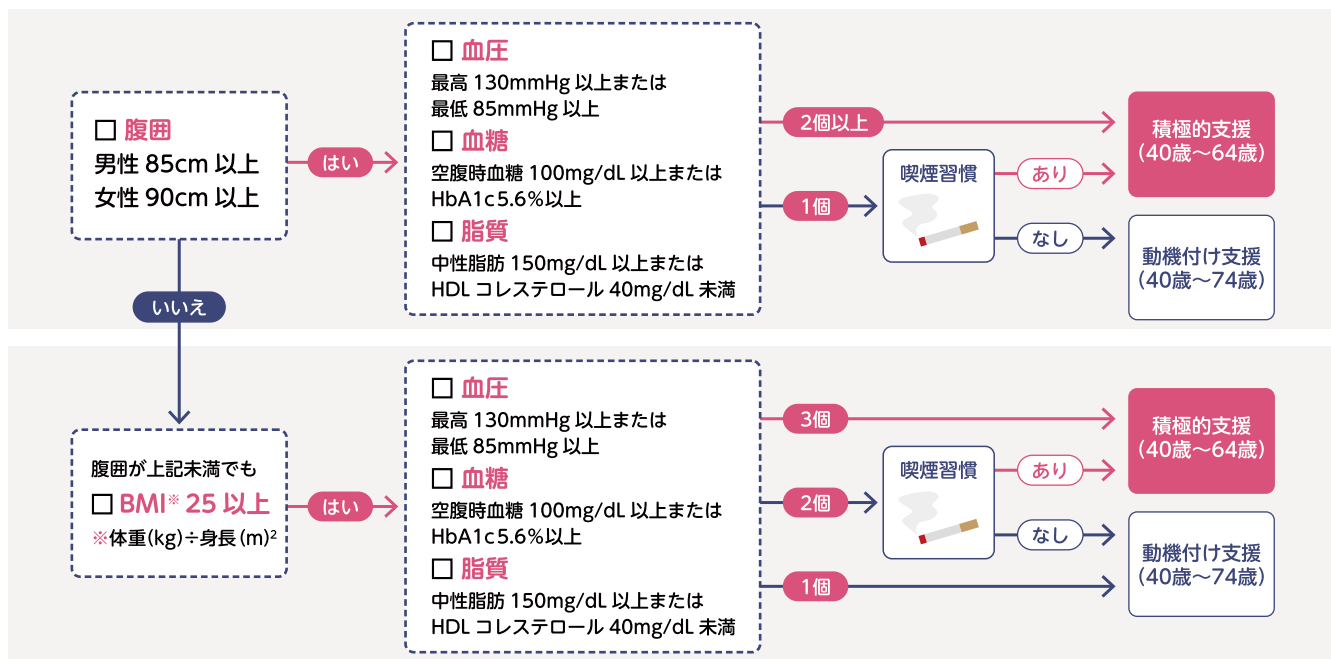 □ 腹囲
男性 85cm 以上
女性 90cm 以上
はい
□ 血圧
最高 130mmHg 以上または
最低 85mmHg 以上
□ 血糖
空腹時血糖 100mg/dL 以上または
HbA1c 5.6%以上
□ 脂質
中性脂肪 150mg/dL 以上または
HDL コレステロール 40mg/dL 未満
2個以上
1個
喫煙習慣
あり
なし
積極的支援
(40歳〜64歳)
動機付け支援
(40歳〜74歳)
いいえ
腹囲が上記未満でも
□ BMI※ 25 以上
※体重(kg)÷身長(m)²
はい
□ 血圧
最高 130mmHg 以上または
最低 85mmHg 以上
□ 血糖
空腹時血糖 100mg/dL 以上または
HbA1c 5.6%以上
□ 脂質
中性脂肪 150mg/dL 以上または
HDL コレステロール 40mg/dL 未満
3個
2個
1個
喫煙習慣
あり
なし
積極的支援
(40歳〜64歳)
動機付け支援
(40歳〜74歳)